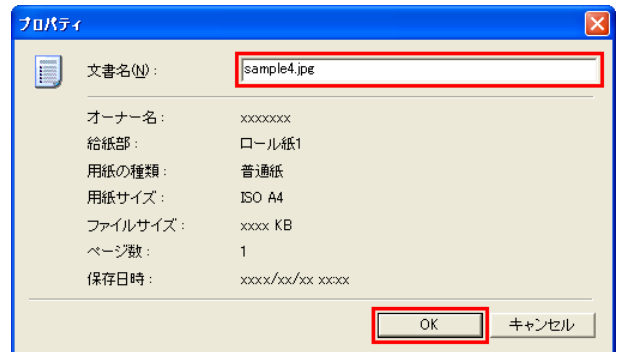 プロパティ
文書名(N)： sample4.jpg
オーナー名： xxxxxxx
給紙部： ロール紙1
用紙の種類： 普通紙
用紙サイズ： ISO A4
ファイルサイズ： xxxx KB
ページ数： 1
保存日時： xxxx/xx/xx xx:xx
OK キャンセル